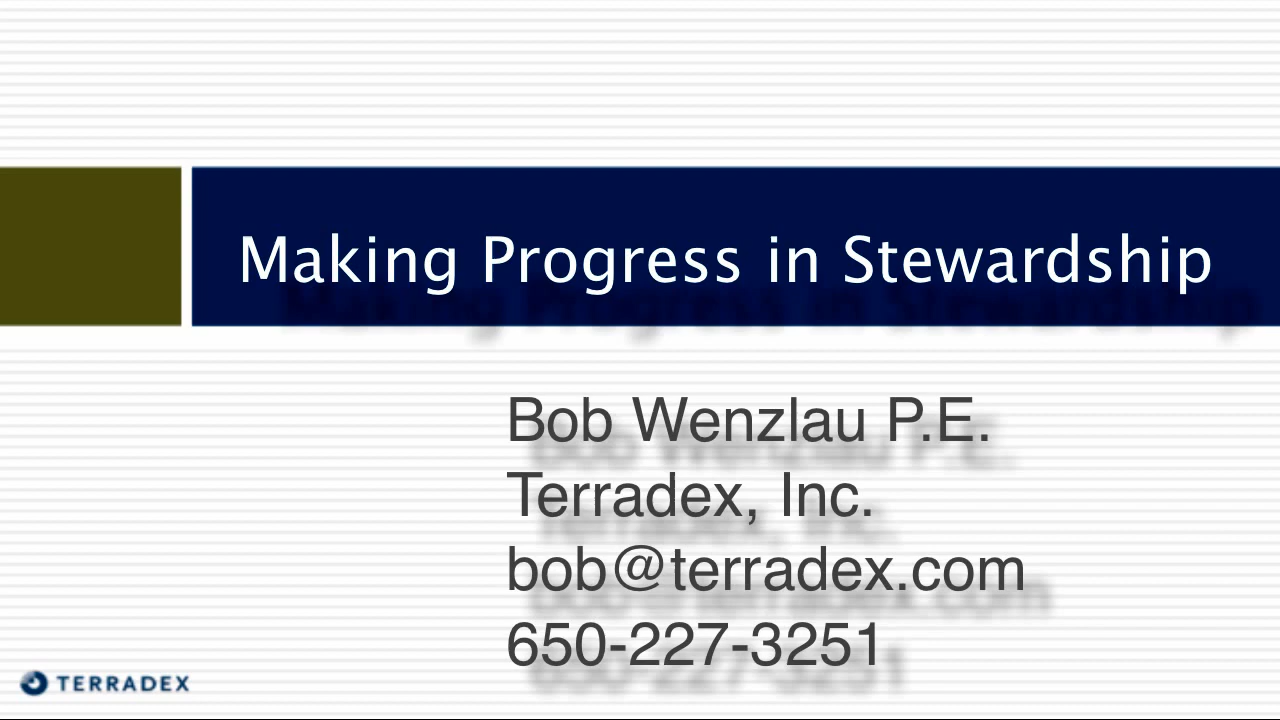 Making Progress in Stewardship
Bob Wenzlau P.E.
Terradex, Inc.
bob@terradex.com
650-227-3251
TERRADEX